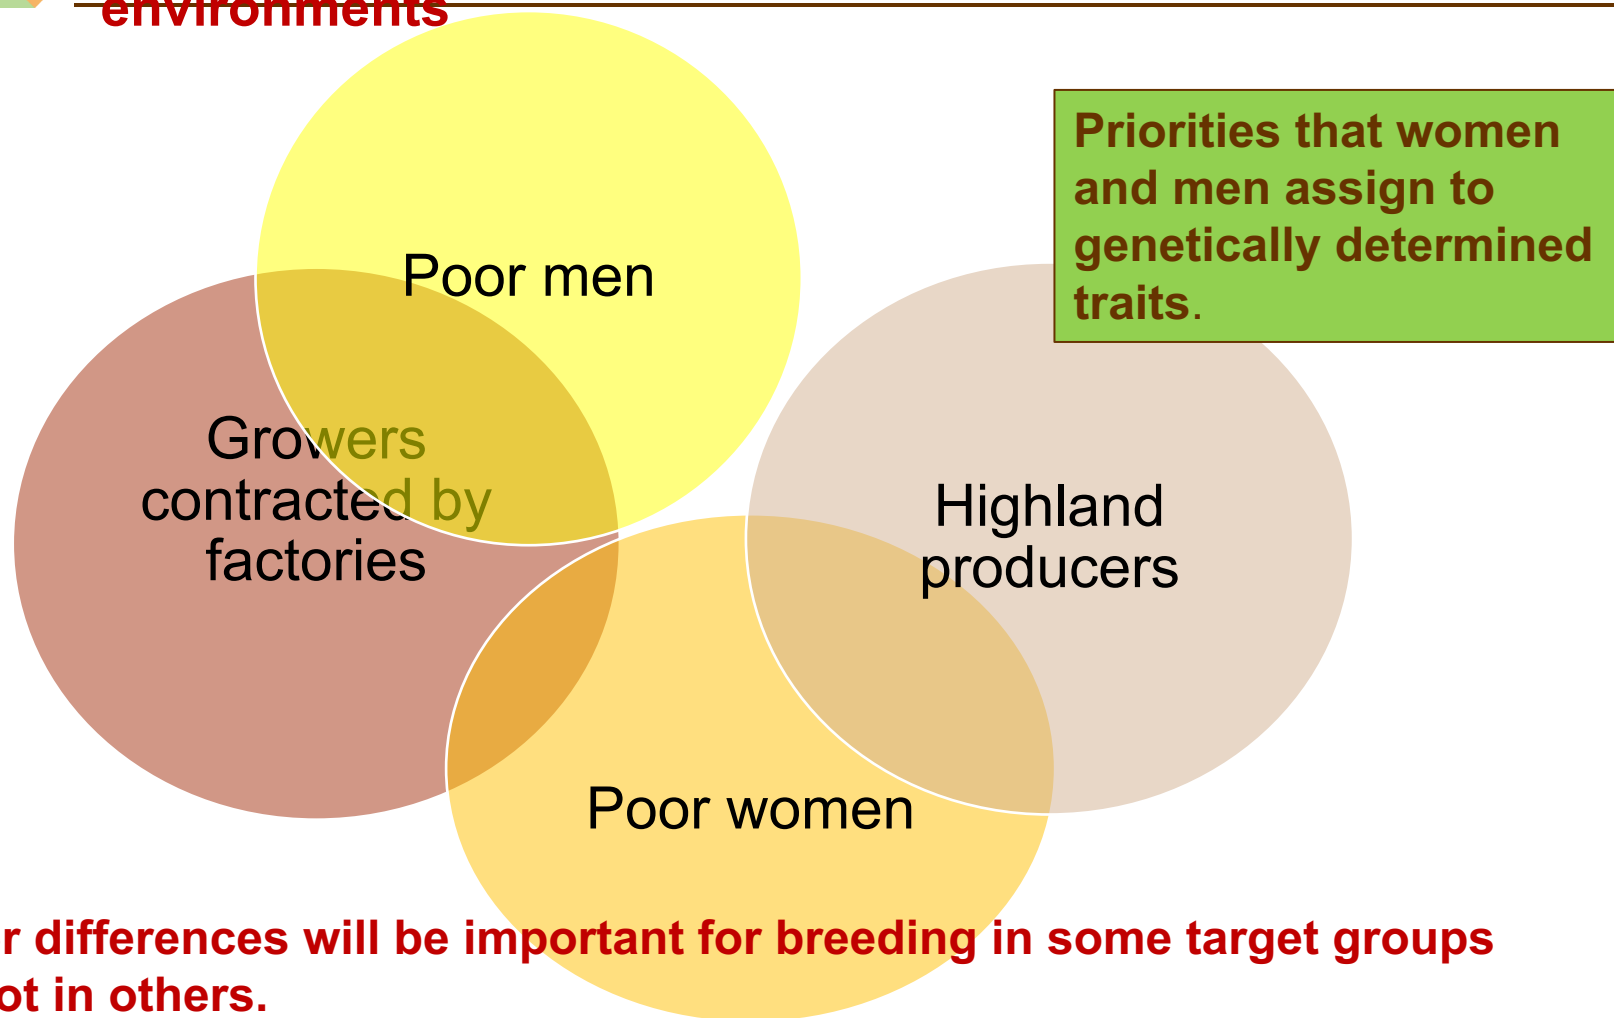 environments
Priorities that women
and men assign to
genetically determined
traits.
Poor men
Growers
contracted by
factories
Highland
producers
Poor women
r differences will be important for breeding in some target groups
ot in others.